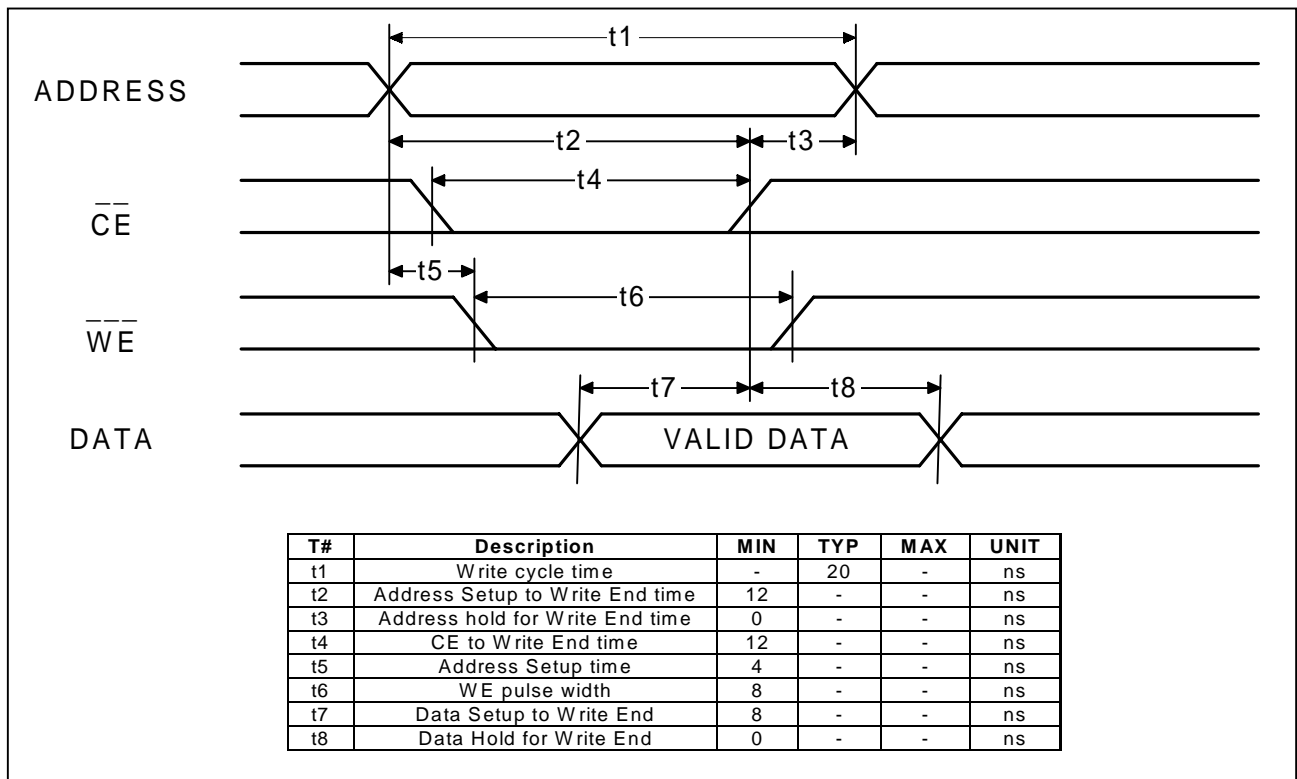 t1
ADDRESS
t2
t3
t4
CE
t5
t6
WE
t7
t8
DATA
VALID DATA
T# Description MIN TYP MAX UNIT
t1 Write cycle time - 20 - ns
t2 Address Setup to Write End time 12 - - ns
t3 Address hold for Write End time 0 - - ns
t4 CE to Write End time 12 - - ns
t5 Address Setup time 4 - - ns
t6 WE pulse width 8 - - ns
t7 Data Setup to Write End 8 - - ns
t8 Data Hold for Write End 0 - - ns